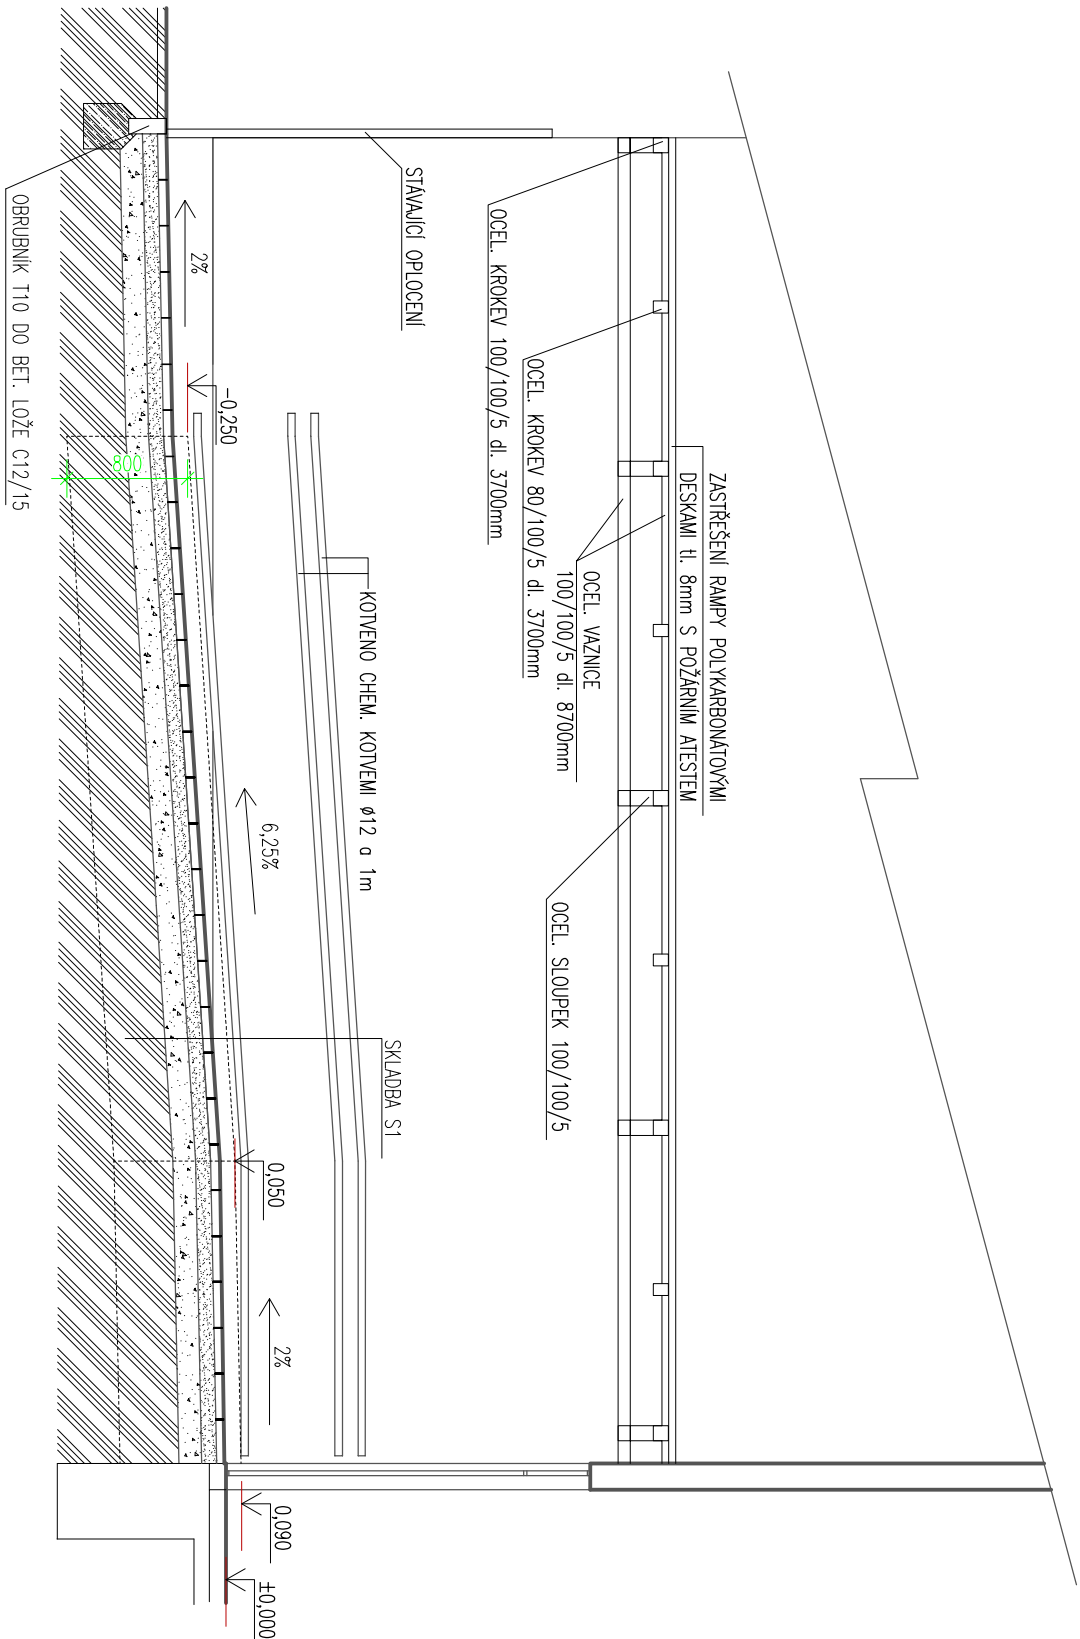 ZASTŘEŠENÍ RAMPY POLYKARBONÁTOVÝMI
DESKAMI tl. 8mm S POŽÁRNÍM ATESTEM
OCEL. VAZNICE
100/100/5 dl. 8700mm
OCEL. KROKEV 80/100/5 dl. 3700mm
OCEL. KROKEV 100/100/5 dl. 3700mm
OCEL. SLOUPEK 100/100/5
STÁVAJÍCÍ OPLOCENÍ
KOTVENO CHEM. KOTVEMI ø12 a 1m
SKLADBA S1
2%
-0,250
800
6,25%
0,050
2%
0,090
±0,000
OBRUBNÍK T10 DO BET. LOŽE C12/15